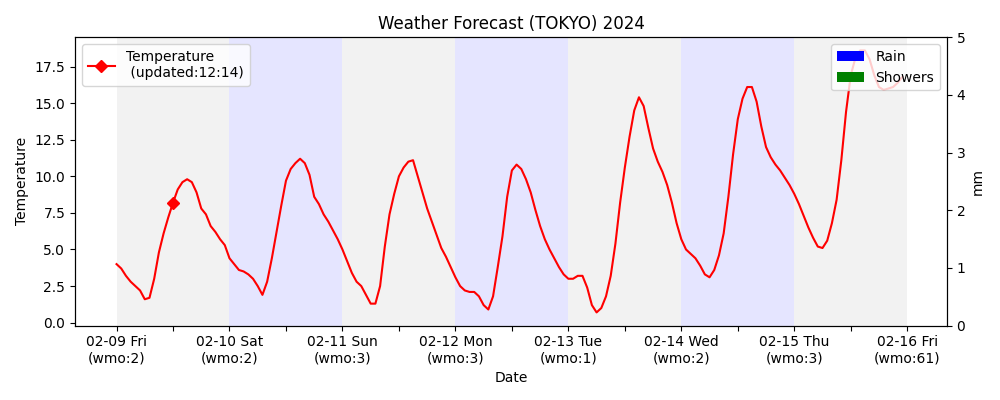 Weather Forecast (TOKYO) 2024
Temperature
(updated:12:14)
Rain
Showers
Temperature
17.5
15.0
12.5
10.0
7.5
5.0
2.5
0.0
5
4
3
2
1
0
mm
02-09 Fri
(wmo:2)
02-10 Sat
(wmo:2)
02-11 Sun
(wmo:3)
02-12 Mon
(wmo:3)
02-13 Tue
(wmo:1)
02-14 Wed
(wmo:2)
02-15 Thu
(wmo:3)
02-16 Fri
(wmo:61)
Date